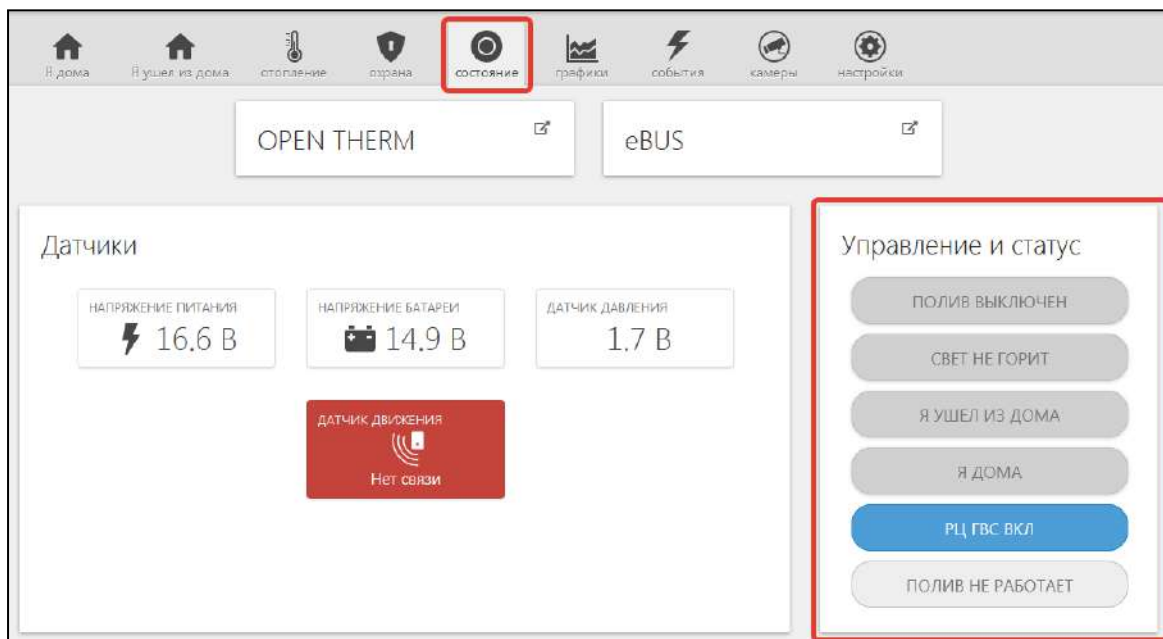 Я дома
Я ушел из дома
отопление
охрана
состояние
графики
события
камеры
настройки
OPEN THERM
eBUS
Датчики
НАПРЯЖЕНИЕ ПИТАНИЯ
16.6 В
НАПРЯЖЕНИЕ БАТАРЕИ
14.9 В
ДАТЧИК ДАВЛЕНИЯ
1.7 В
ДАТЧИК ДВИЖЕНИЯ
Нет связи
Управление и статус
ПОЛИВ ВЫКЛЮЧЕН
СВЕТ НЕ ГОРИТ
Я УШЕЛ ИЗ ДОМА
Я ДОМА
РЦ ГВС ВКЛ
ПОЛИВ НЕ РАБОТАЕТ